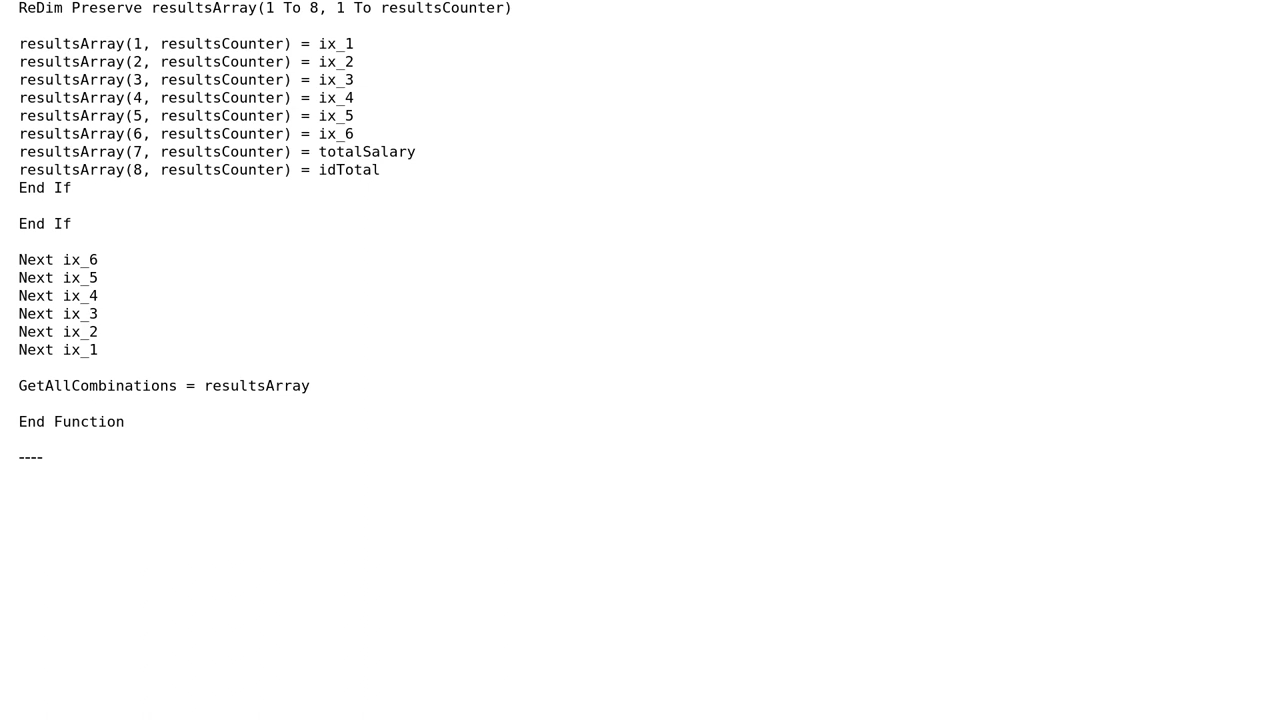 ReDim Preserve resultsArray(1 To 8, 1 To resultsCounter)
resultsArray(1, resultsCounter) = ix_1
resultsArray(2, resultsCounter) = ix_2
resultsArray(3, resultsCounter) = ix_3
resultsArray(4, resultsCounter) = ix_4
resultsArray(5, resultsCounter) = ix_5
resultsArray(6, resultsCounter) = ix_6
resultsArray(7, resultsCounter) = totalSalary
resultsArray(8, resultsCounter) = idTotal
End If
End If
Next ix_6
Next ix_5
Next ix_4
Next ix_3
Next ix_2
Next ix_1
GetAllCombinations = resultsArray
End Function
----